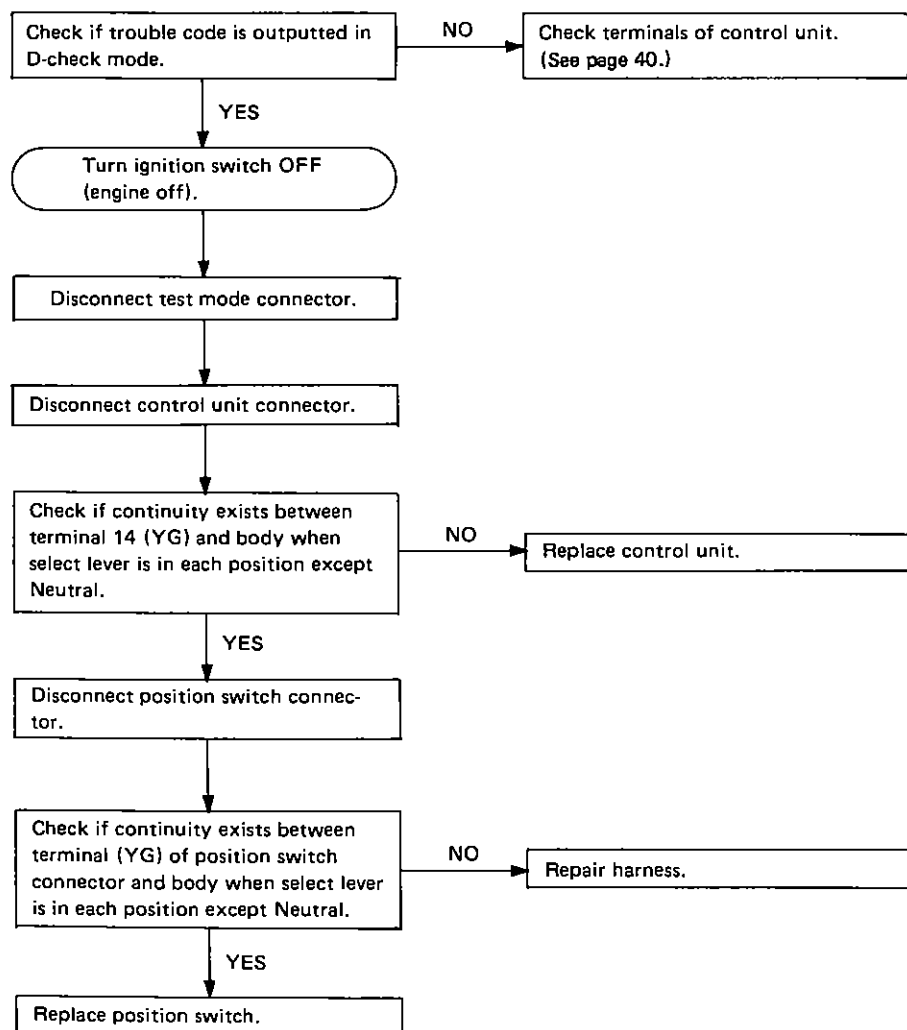 Check if trouble code is outputted in
D-check mode.
NO
Check terminals of control unit.
(See page 40.)
YES
Turn ignition switch OFF
(engine off).
Disconnect test mode connector.
Disconnect control unit connector.
Check if continuity exists between
terminal 14 (YG) and body when
select lever is in each position except
Neutral.
NO
Replace control unit.
YES
Disconnect position switch connec-
tor.
Check if continuity exists between
terminal (YG) of position switch
connector and body when select lever
is in each position except Neutral.
NO
Repair harness.
YES
Replace position switch.